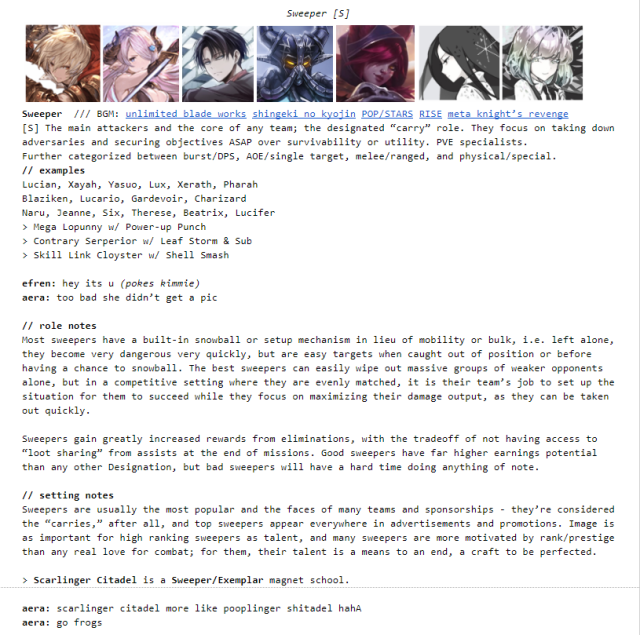 Sweeper [S]
Sweeper /// BGM: unlimited blade works shingeki no kyojin POP/STARS RISE meta knight’s revenge
[S] The main attackers and the core of any team; the designated “carry” role. They focus on taking down
adversaries and securing objectives ASAP over survivability or utility. PVE specialists.
Further categorized between burst/DPS, AOE/single target, melee/ranged, and physical/special.
// examples
Lucian, Xayah, Yasuo, Lux, Xerath, Pharah
Blaziken, Lucario, Gardevoir, Charizard
Naru, Jeanne, Six, Therese, Beatrix, Lucifer
> Mega Lopunny w/ Power-up Punch
> Contrary Serperior w/ Leaf Storm & Sub
> Skill Link Cloyster w/ Shell Smash
efren: hey its u (pokes kimmie)
aera: too bad she didn’t get a pic
// role notes
Most sweepers have a built-in snowball or setup mechanism in lieu of mobility or bulk, i.e. left alone,
they become very dangerous very quickly, but are easy targets when caught out of position or before
having a chance to snowball. The best sweepers can easily wipe out massive groups of weaker opponents
alone, but in a competitive setting where they are evenly matched, it is their team’s job to set up the
situation for them to succeed while they focus on maximizing their damage output, as they can be taken
out quickly.
Sweepers gain greatly increased rewards from eliminations, with the tradeoff of not having access to
“loot sharing” from assists at the end of missions. Good sweepers have far higher earnings potential
than any other Designation, but bad sweepers will have a hard time doing anything of note.
// setting notes
Sweepers are usually the most popular and the faces of many teams and sponsorships - they’re considered
the “carries,” after all, and top sweepers appear everywhere in advertisements and promotions. Image is
as important for high ranking sweepers as talent, and many sweepers are more motivated by rank/prestige
than any real love for combat; for them, their talent is a means to an end, a craft to be perfected.
> Scarlinger Citadel is a Sweeper/Exemplar magnet school.
aera: scarlinger citadel more like pooplinger shitadel hahA
aera: go frogs